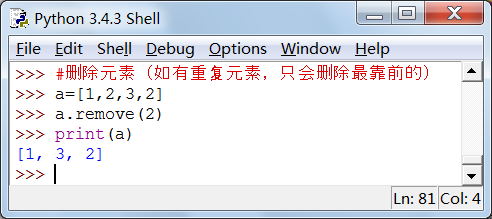 Python 3.4.3 Shell
File Edit Shell Debug Options Window Help
>>> #删除元素（如有重复元素，只会删除最靠前的）
>>> a=[1,2,3,2]
>>> a.remove(2)
>>> print(a)
[1, 3, 2]
>>>
Ln: 81 Col: 4